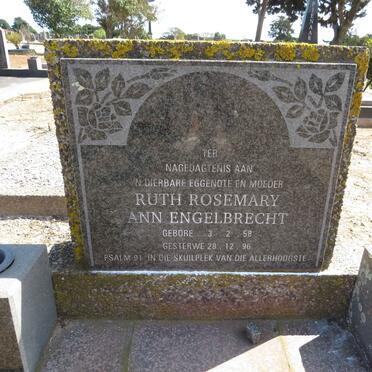 TER
NAGEDAGTENIS AAN
'N DIERBARE EGGENOTE EN MOEDER
RUTH ROSEMARY
ANN ENGELBRECHT
GEBORE 3. 2. 58
GESTERWE 28. 12. 96
PSALM 91 IN DIE SKUILPLEK VAN DIE ALLERHOOGSTE